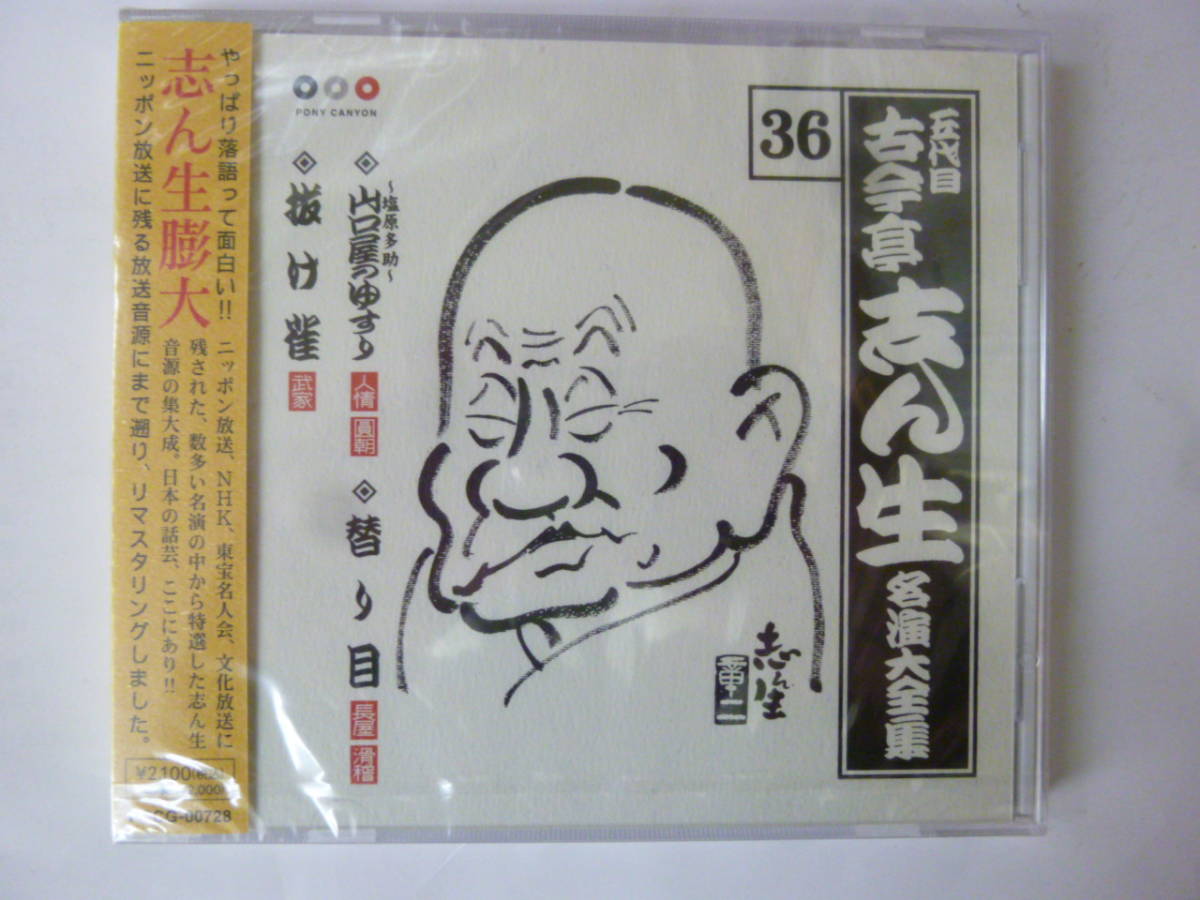 五代目
古今亭 志ん生 名演大全集
36
PONY CANYON
～塩原多助～
山口屋のゆすり
人情
圓朝
替り目
長屋
滑稽
抜け雀
武家
志ん生
やっぱり落語って面白い!!
志ん生膨大
ニッポン放送に残る放送音源にまで遡り、リマスタリングしました。
ニッポン放送、NHK、東宝名人会、文化放送に
残された、数多い名演の中から特選した志ん生
音源の集大成。日本の話芸、ここにあり!!
¥2100
CG-00728